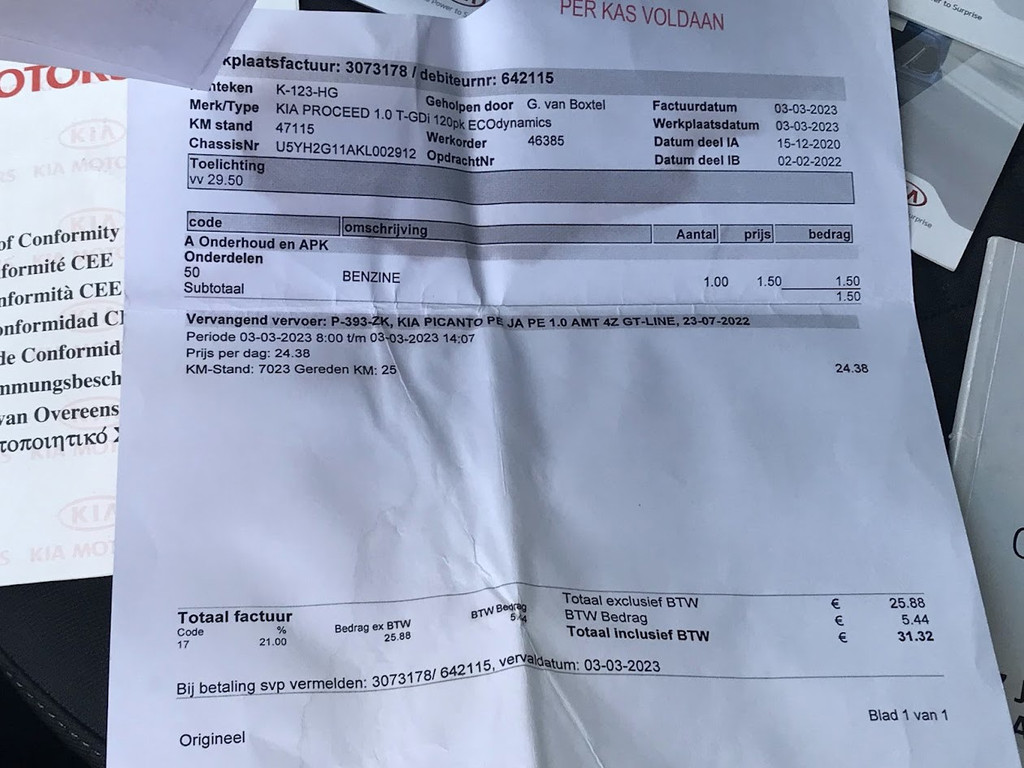 PER KAS VOLDAAN
kplaatsfactuur: 3073178 / debiteurnr: 642115
nteken K-123-HG Geholpen door G. van Boxtel Factuurdatum 03-03-2023
Merk/Type KIA PROCEED 1.0 T-GDi 120pk ECOdynamics Werkplaatsdatum 03-03-2023
KM stand 47115 Werkorder 46385 Datum deel IA 15-12-2020
ChassisNr U5YH2G11AKL002912 OpdrachtNr Datum deel IB 02-02-2022
Toelichting
vv 29.50
code omschrijving Aantal prijs bedrag
A Onderhoud en APK
Onderdelen
50 BENZINE 1.00 1.50 1.50
Subtotaal 1.50
Vervangend vervoer: P-393-ZK, KIA PICANTO PE JA PE 1.0 AMT 4Z GT-LINE, 23-07-2022
Periode 03-03-2023 8:00 t/m 03-03-2023 14:07
Prijs per dag: 24.38
KM-Stand: 7023 Gereden KM: 25 24.38
Totaal factuur Totaal exclusief BTW € 25.88
Code % Bedrag ex BTW BTW Bedrag BTW Bedrag € 5.44
17 21.00 25.88 5.44 Totaal inclusief BTW € 31.32
Bij betaling svp vermelden: 3073178/ 642115, vervaldatum: 03-03-2023
Blad 1 van 1
Origineel
OTORS
KIA
KIA MOTO
of Conformity
formité CEE
nformità CEE
onformidad CE
de Conformid
mmungsbesch
van Overeens
τοποιητικό Σ
KIA
KIA MOT